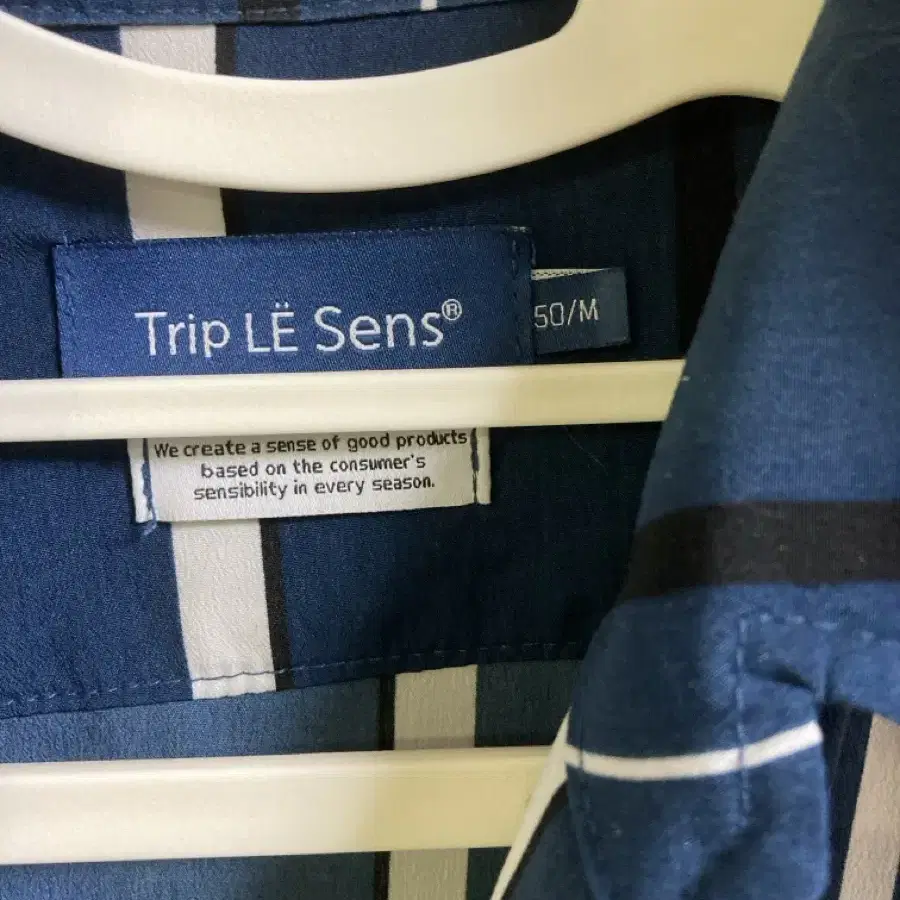 Trip LË Sens®
50/M
We create a sense of good products
based on the consumer's
sensibility in every season.